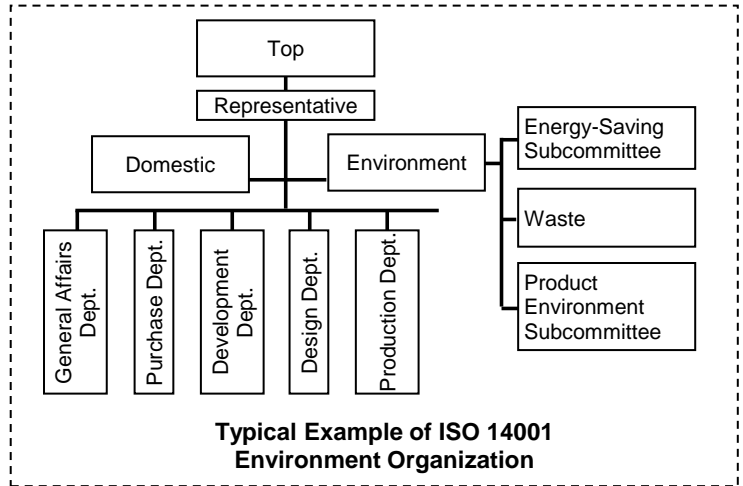 Top
Representative
Domestic
Environment
Energy-Saving
Subcommittee
Waste
Product
Environment
Subcommittee
General Affairs
Dept.
Purchase Dept.
Development
Dept.
Design Dept.
Production Dept.
Typical Example of ISO 14001
Environment Organization